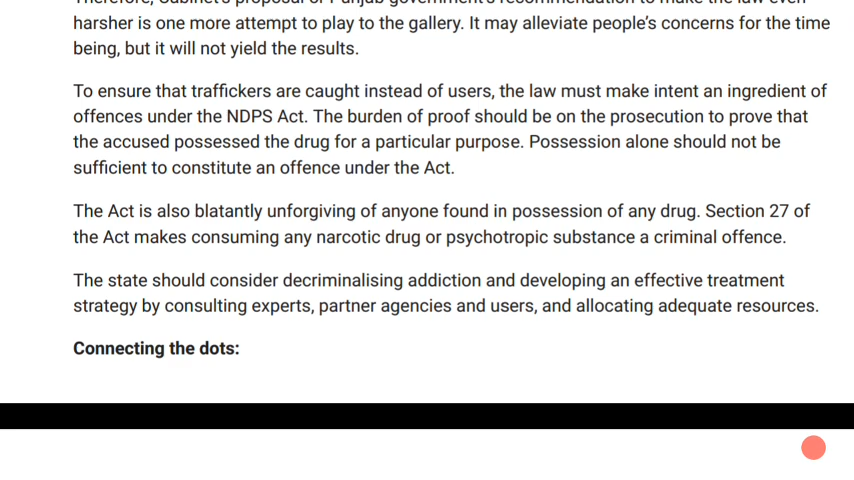 harsher is one more attempt to play to the gallery. It may alleviate people's concerns for the time
being, but it will not yield the results.
To ensure that traffickers are caught instead of users, the law must make intent an ingredient of
offences under the NDPS Act. The burden of proof should be on the prosecution to prove that
the accused possessed the drug for a particular purpose. Possession alone should not be
sufficient to constitute an offence under the Act.
The Act is also blatantly unforgiving of anyone found in possession of any drug. Section 27 of
the Act makes consuming any narcotic drug or psychotropic substance a criminal offence.
The state should consider decriminalising addiction and developing an effective treatment
strategy by consulting experts, partner agencies and users, and allocating adequate resources.
Connecting the dots: